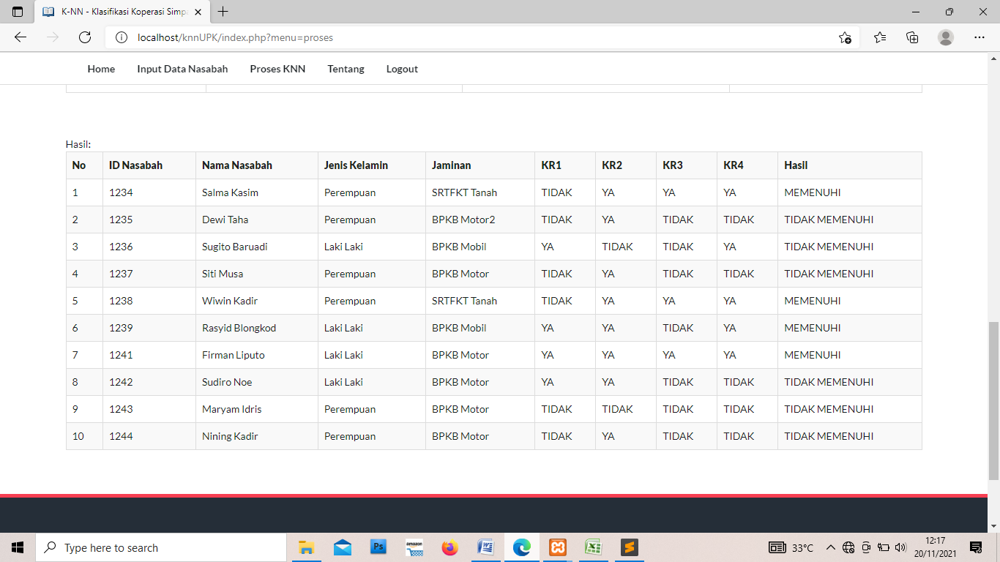 K-NN - Klasifikasi Koperasi Simp
localhost/knnUPK/index.php?menu=proses
Home Input Data Nasabah Proses KNN Tentang Logout
Hasil:
No ID Nasabah Nama Nasabah Jenis Kelamin Jaminan KR1 KR2 KR3 KR4 Hasil
1 1234 Salma Kasim Perempuan SRTFKT Tanah TIDAK YA YA YA MEMENUHI
2 1235 Dewi Taha Perempuan BPKB Motor2 TIDAK YA TIDAK TIDAK TIDAK MEMENUHI
3 1236 Sugito Baruadi Laki Laki BPKB Mobil YA TIDAK TIDAK YA TIDAK MEMENUHI
4 1237 Siti Musa Perempuan BPKB Motor TIDAK YA TIDAK TIDAK TIDAK MEMENUHI
5 1238 Wiwin Kadir Perempuan SRTFKT Tanah TIDAK YA YA YA MEMENUHI
6 1239 Rasyid Blongkod Laki Laki BPKB Mobil YA YA TIDAK YA MEMENUHI
7 1241 Firman Liputo Laki Laki BPKB Motor YA YA YA YA MEMENUHI
8 1242 Sudiro Noe Laki Laki BPKB Motor YA YA TIDAK TIDAK TIDAK MEMENUHI
9 1243 Maryam Idris Perempuan BPKB Motor TIDAK TIDAK TIDAK TIDAK TIDAK MEMENUHI
10 1244 Nining Kadir Perempuan BPKB Motor TIDAK YA TIDAK TIDAK TIDAK MEMENUHI
Type here to search
Ps
amazon
33°C
12:17
20/11/2021